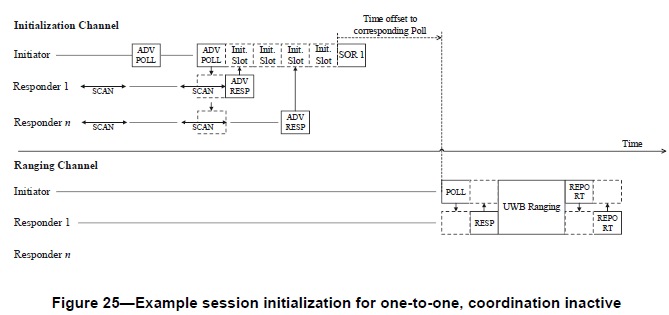 Initialization Channel
Time offset to
corresponding Poll
Initiator
ADV
POLL
ADV
POLL
Init.
Slot
Init.
Slot
Init.
Slot
Init.
Slot
SOR 1
Responder 1
SCAN
SCAN
ADV
RESP
Responder n
SCAN
SCAN
ADV
RESP
Time
Ranging Channel
Initiator
POLL
UWB Ranging
REPO
RT
Responder 1
RESP
REPO
RT
Responder n
Figure 25—Example session initialization for one-to-one, coordination inactive